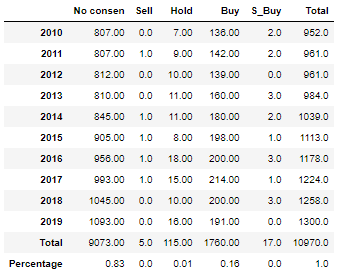 No consen Sell Hold Buy S_Buy Total
2010 807.00 0.0 7.00 136.00 2.0 952.0
2011 807.00 1.0 9.00 142.00 2.0 961.0
2012 812.00 0.0 10.00 139.00 0.0 961.0
2013 810.00 0.0 11.00 160.00 3.0 984.0
2014 845.00 1.0 11.00 180.00 2.0 1039.0
2015 905.00 1.0 8.00 198.00 1.0 1113.0
2016 956.00 1.0 18.00 200.00 3.0 1178.0
2017 993.00 1.0 15.00 214.00 1.0 1224.0
2018 1045.00 0.0 10.00 200.00 3.0 1258.0
2019 1093.00 0.0 16.00 191.00 0.0 1300.0
Total 9073.00 5.0 115.00 1760.00 17.0 10970.0
Percentage 0.83 0.0 0.01 0.16 0.0 1.0